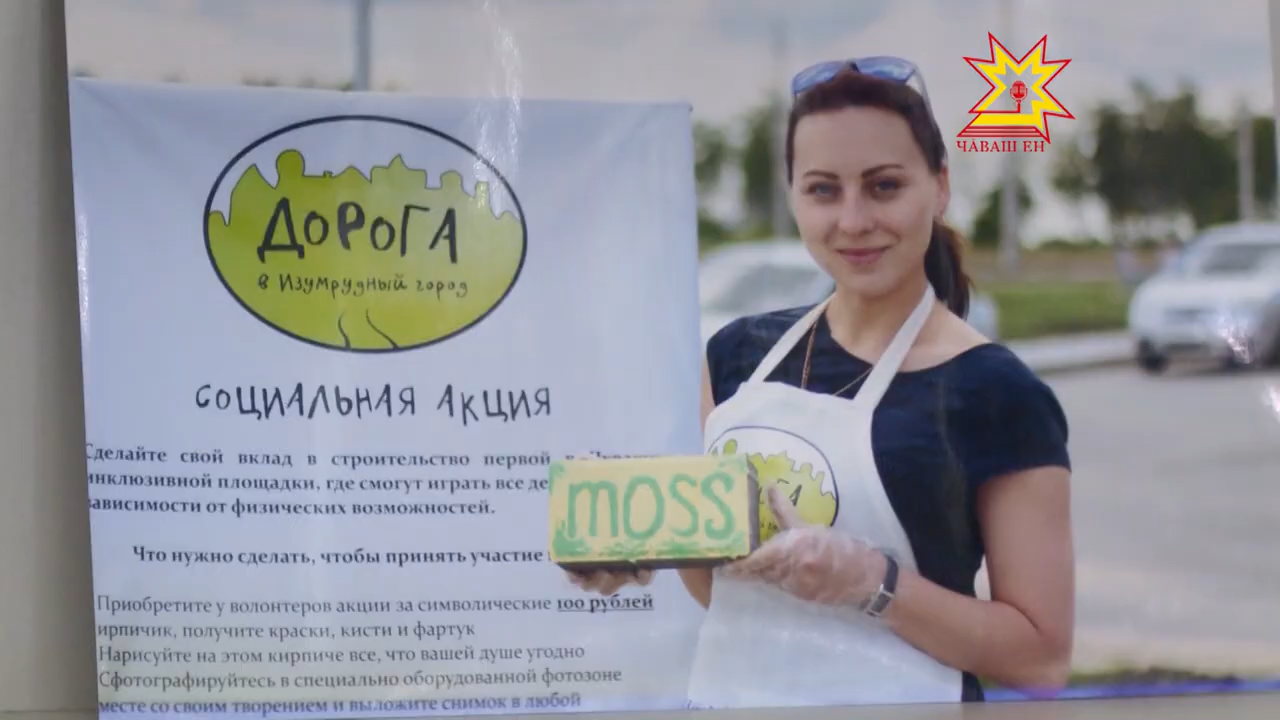 ЧӐВАШ ЕН
ДОРОГА
в Изумрудный город
СОЦИАЛЬНАЯ АКЦИЯ
Сделайте свой вклад в строительство первой в
инклюзивной площадки, где смогут играть все
зависимости от физических возможностей.
Что нужно сделать, чтобы принять участие
MOSS
Приобретите у волонтеров акции за символические 100 рублей
ирпичик, получите краски, кисти и фартук
Нарисуйте на этом кирпиче все, что вашей душе угодно
Сфотографируйтесь в специально оборудованной фотозоне
месте со своим творением и выложите снимок в любой